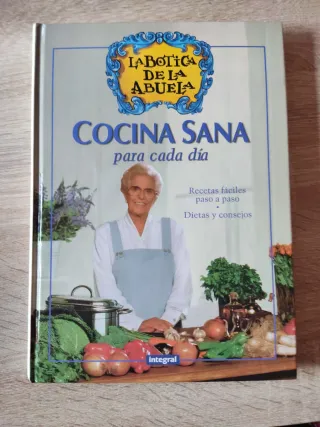 LA BOTICA
DE LA
ABUELA
COCINA SANA
para cada día
Recetas fáciles
paso a paso
•
Dietas y consejos
integral